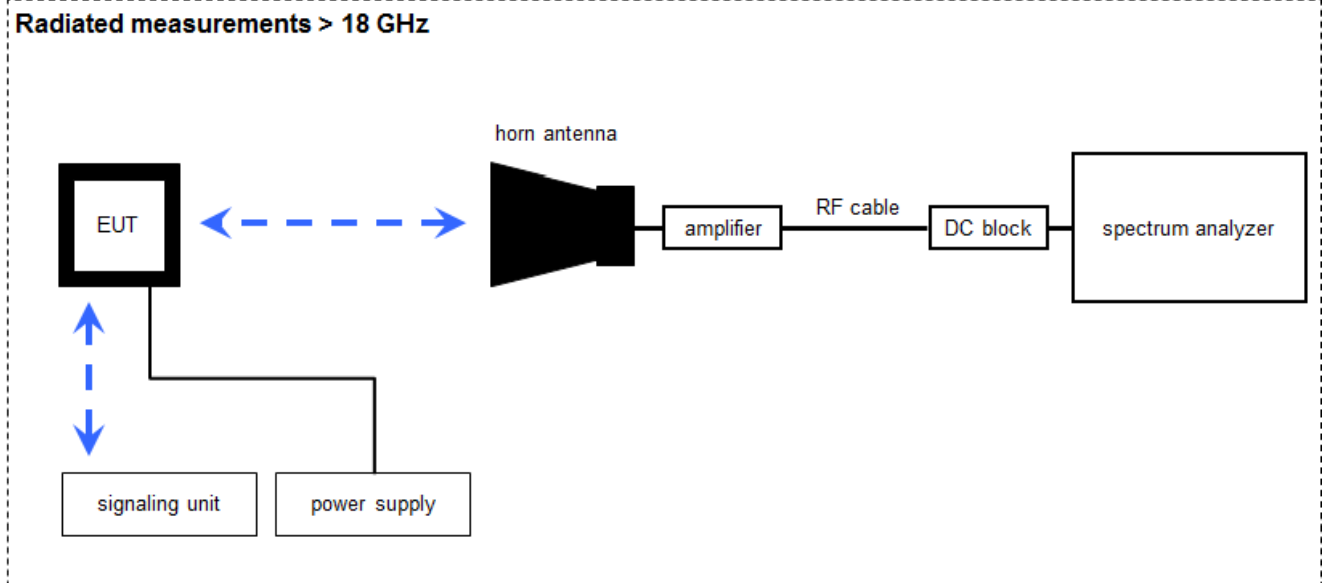 Radiated measurements > 18 GHz
horn antenna
EUT
amplifier
RF cable
DC block
spectrum analyzer
signaling unit
power supply